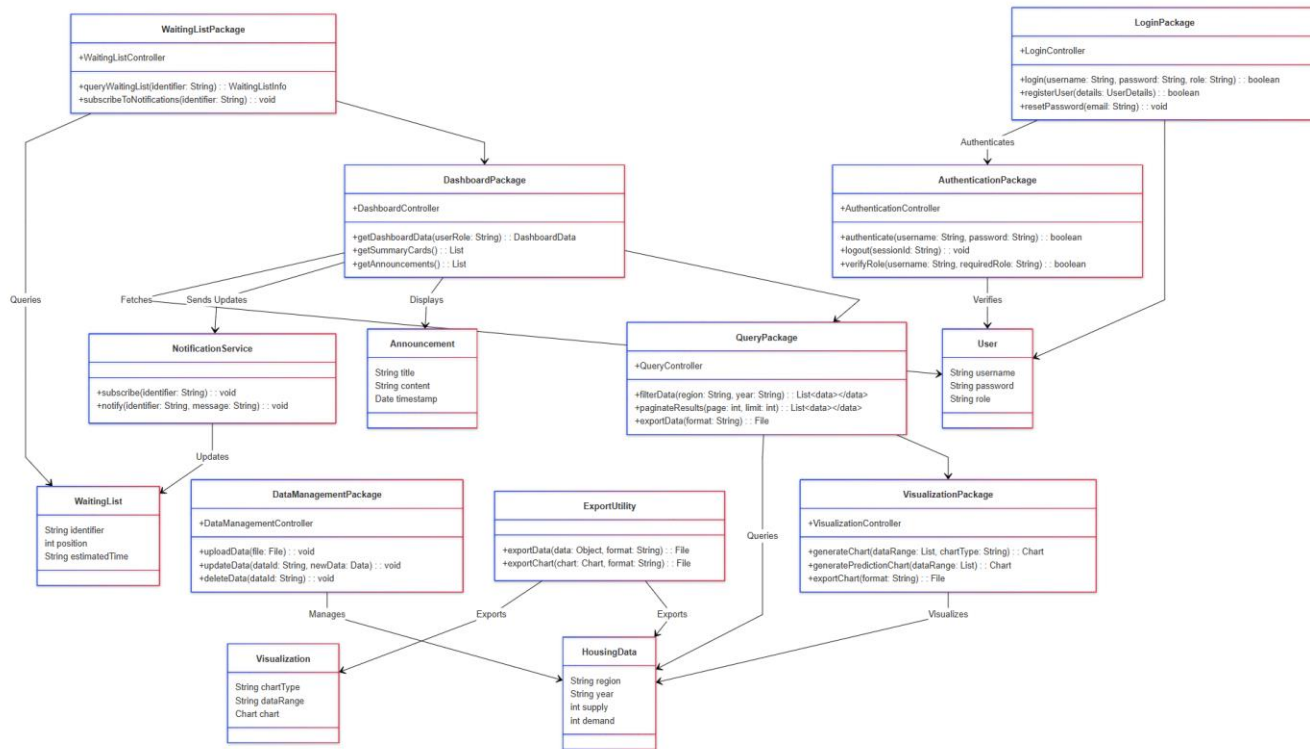 WaitingListPackage
+WaitingListController
+queryWaitingList(identifier: String) : : WaitingListInfo
+subscribeToNotifications(identifier: String) : : void
LoginPackage
+LoginController
+login(username: String, password: String, role: String) : : boolean
+registerUser(details: UserDetails) : : boolean
+resetPassword(email: String) : : void
Authenticates
DashboardPackage
+DashboardController
+getDashboardData(userRole: String) : : DashboardData
+getSummaryCards() : : List
+getAnnouncements() : : List
AuthenticationPackage
+AuthenticationController
+authenticate(username: String, password: String) : : boolean
+logout(sessionId: String) : : void
+verifyRole(username: String, requiredRole: String) : : boolean
Queries
Fetches
Sends Updates
Displays
Verifies
NotificationService
+subscribe(identifier: String) : : void
+notify(identifier: String, message: String) : : void
Announcement
String title
String content
Date timestamp
QueryPackage
+QueryController
+filterData(region: String, year: String) : : List<data></data>
+paginateResults(page: int, limit: int) : : List<data></data>
+exportData(format: String) : : File
User
String username
String password
String role
Updates
WaitingList
String identifier
int position
String estimatedTime
DataManagementPackage
+DataManagementController
+uploadData(file: File) : : void
+updateData(dataId: String, newData: Data) : : void
+deleteData(dataId: String) : : void
ExportUtility
+exportData(data: Object, format: String) : : File
+exportChart(chart: Chart, format: String) : : File
Queries
VisualizationPackage
+VisualizationController
+generateChart(dataRange: List, chartType: String) : : Chart
+generatePredictionChart(dataRange: List) : : Chart
+exportChart(format: String) : : File
Manages
Exports
Exports
Visualizes
Visualization
String chartType
String dataRange
Chart chart
HousingData
String region
String year
int supply
int demand